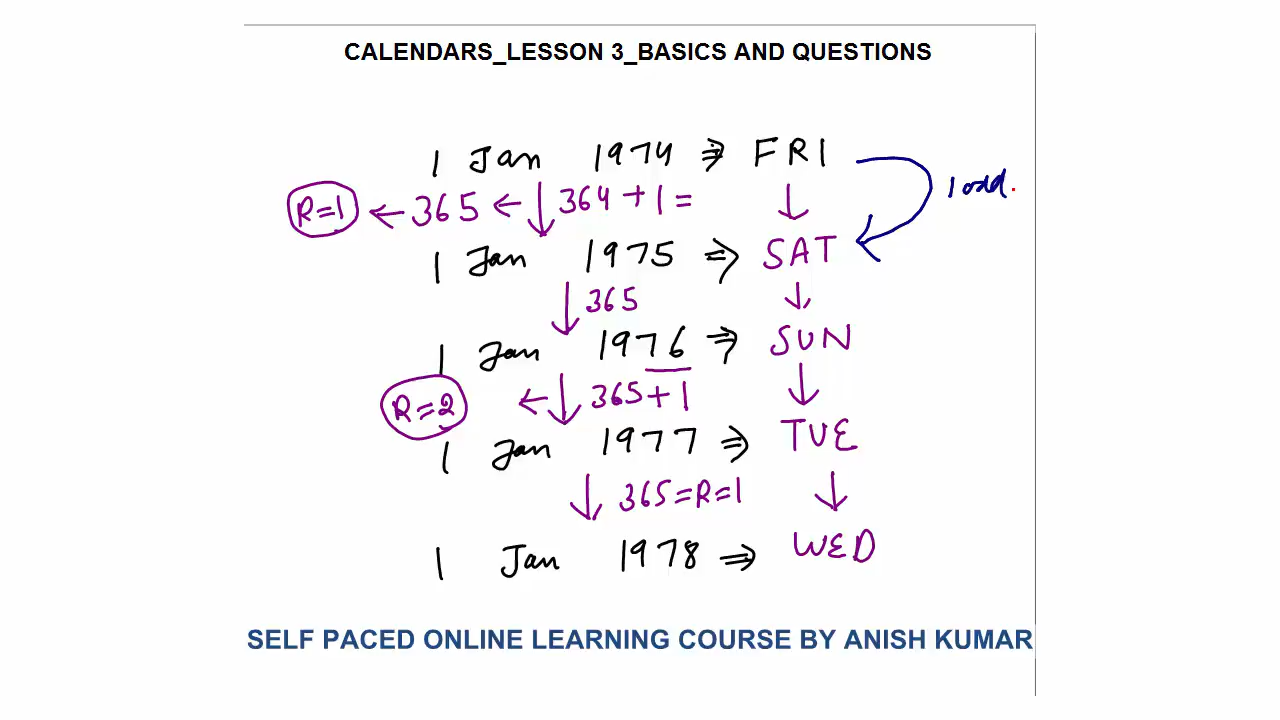 CALENDARS_LESSON 3_BASICS AND QUESTIONS
1 Jan 1974 ⇒ FRI
R=1 ← 365 ← ↓ 364 + 1 = ↓ 1 odd.
1 Jan 1975 ⇒ SAT
↓ 365 ↓
1 Jan 1976 ⇒ SUN
R=2 ← ↓ 365+1 ↓
1 Jan 1977 ⇒ TUE
↓ 365=R=1 ↓
1 Jan 1978 ⇒ WED
SELF PACED ONLINE LEARNING COURSE BY ANISH KUMAR